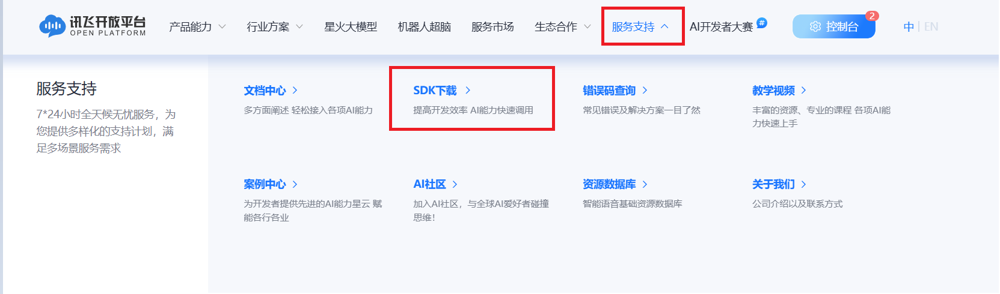 讯飞开放平台
OPEN PLATFORM
产品能力
行业方案
星火大模型
机器人超脑
服务市场
生态合作
服务支持
AI开发者大赛
#
控制台
2
中 | EN
服务支持
7*24小时全天候无忧服务，为
您提供多样化的支持计划，满
足多场景服务需求
文档中心
多方面阐述 轻松接入各项AI能力
SDK下载
提高开发效率 AI能力快速调用
错误码查询
常见错误及解决方案一目了然
教学视频
丰富的资源、专业的课程 各项AI能
力快速上手
案例中心
为开发者提供先进的AI能力星云 赋
能各行各业
AI社区
加入AI社区，与全球AI爱好者碰撞
思维！
资源数据库
智能语音基础资源数据库
关于我们
公司介绍以及联系方式